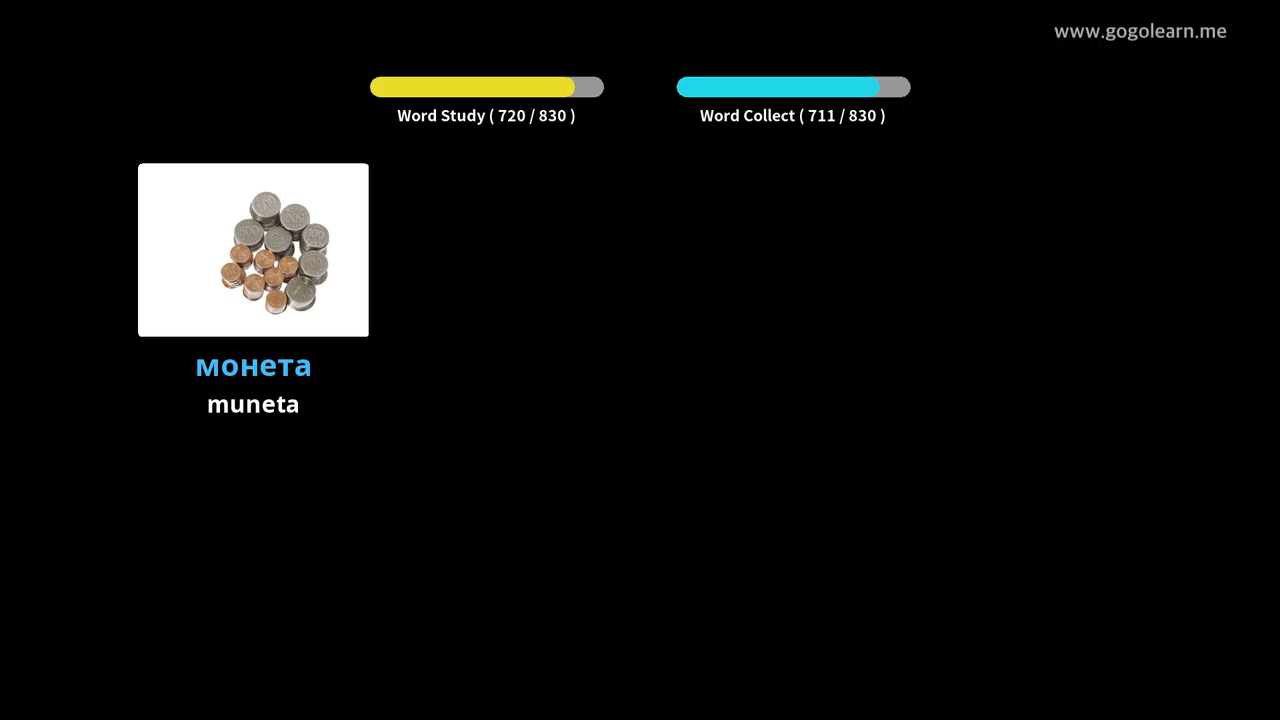 www.gogolearn.me
Word Study ( 720 / 830 )
Word Collect ( 711 / 830 )
монета
muneta